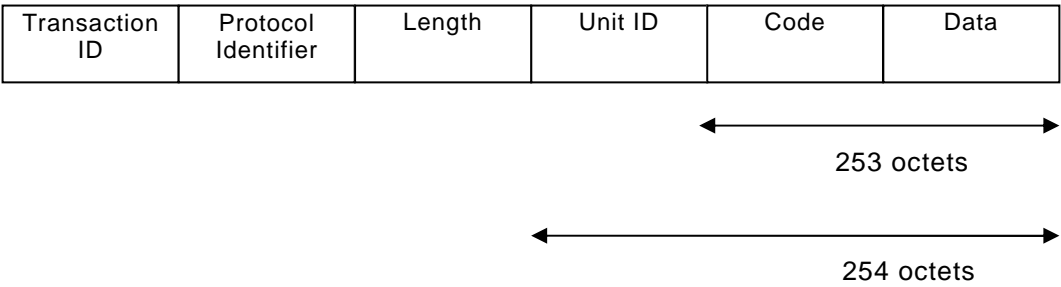 Transaction ID
Protocol Identifier
Length
Unit ID
Code
Data
253 octets
254 octets